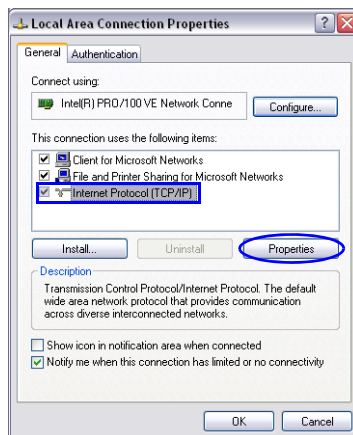 Local Area Connection Properties
General Authentication
Connect using:
Intel(R) PRO/100 VE Network Conne Configure...
This connection uses the following items:
Client for Microsoft Networks
File and Printer Sharing for Microsoft Networks
Internet Protocol (TCP/IP)
Install... Uninstall Properties
Description
Transmission Control Protocol/Internet Protocol. The default
wide area network protocol that provides communication
across diverse interconnected networks.
Show icon in notification area when connected
Notify me when this connection has limited or no connectivity
OK Cancel